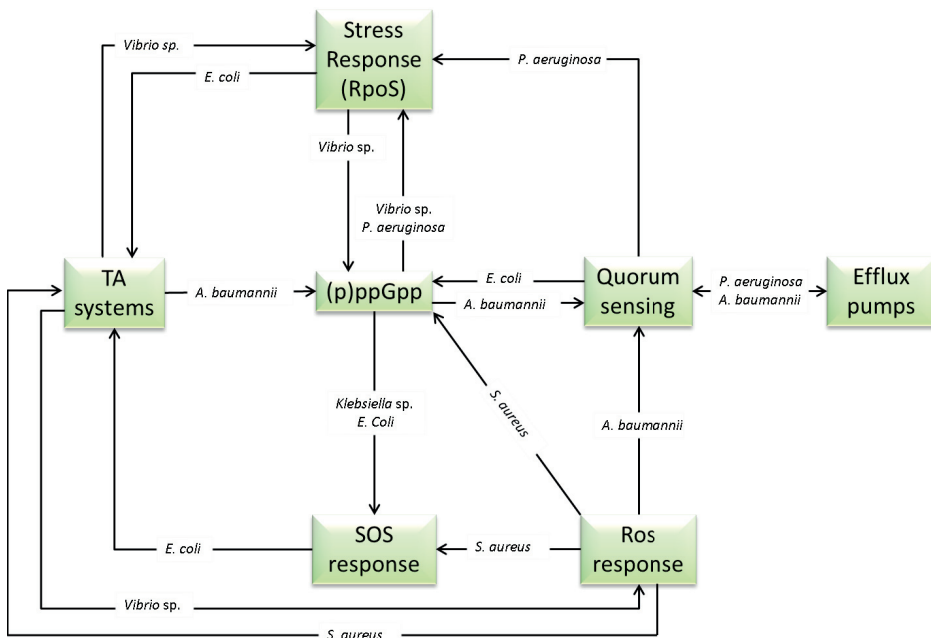 Stress
Response
(RpoS)
Vibrio sp.
E. coli
P. aeruginosa
Vibrio sp.
Vibrio sp.
P. aeruginosa
TA
systems
A. baumannii
(p)ppGpp
E. coli
A. baumannii
Quorum
sensing
P. aeruginosa
A. baumannii
Efflux
pumps
Klebsiella sp.
E. Coli
S. aureus
A. baumannii
SOS
response
E. coli
S. aureus
Ros
response
Vibrio sp.
S. aureus